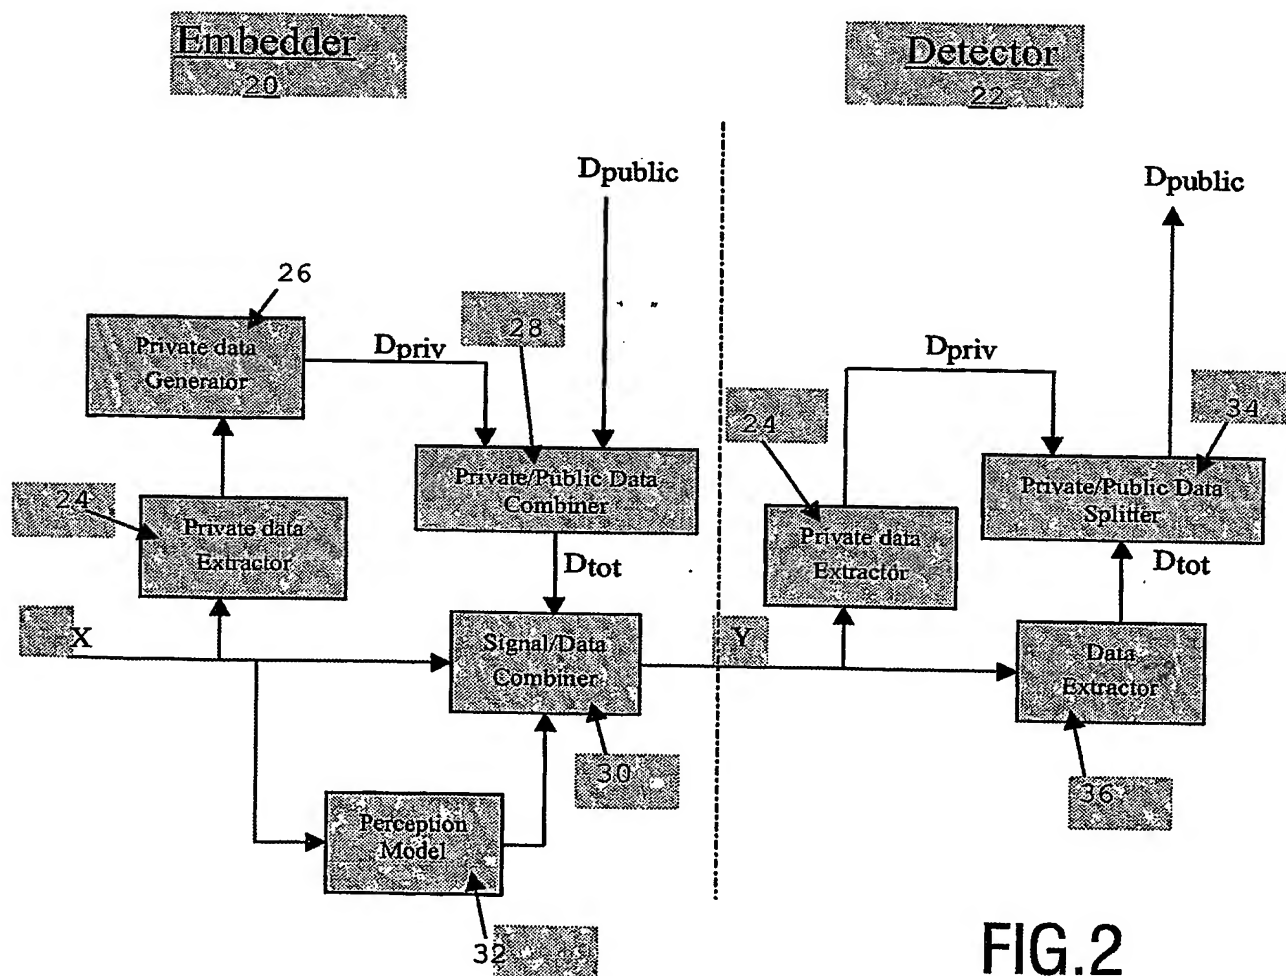 Embedder
20
Detector
22
Dpublic
Dpublic
26
28
Private data
Generator
Dpriv
Dpriv
34
24
Private/Public Data
Combiner
Private/Public Data
Splitter
24
Private data
Extractor
Private data
Extractor
Dtot
Dtot
X
Signal/Data
Combiner
Y
Data
Extractor
30
36
Perception
Model
32
FIG.2